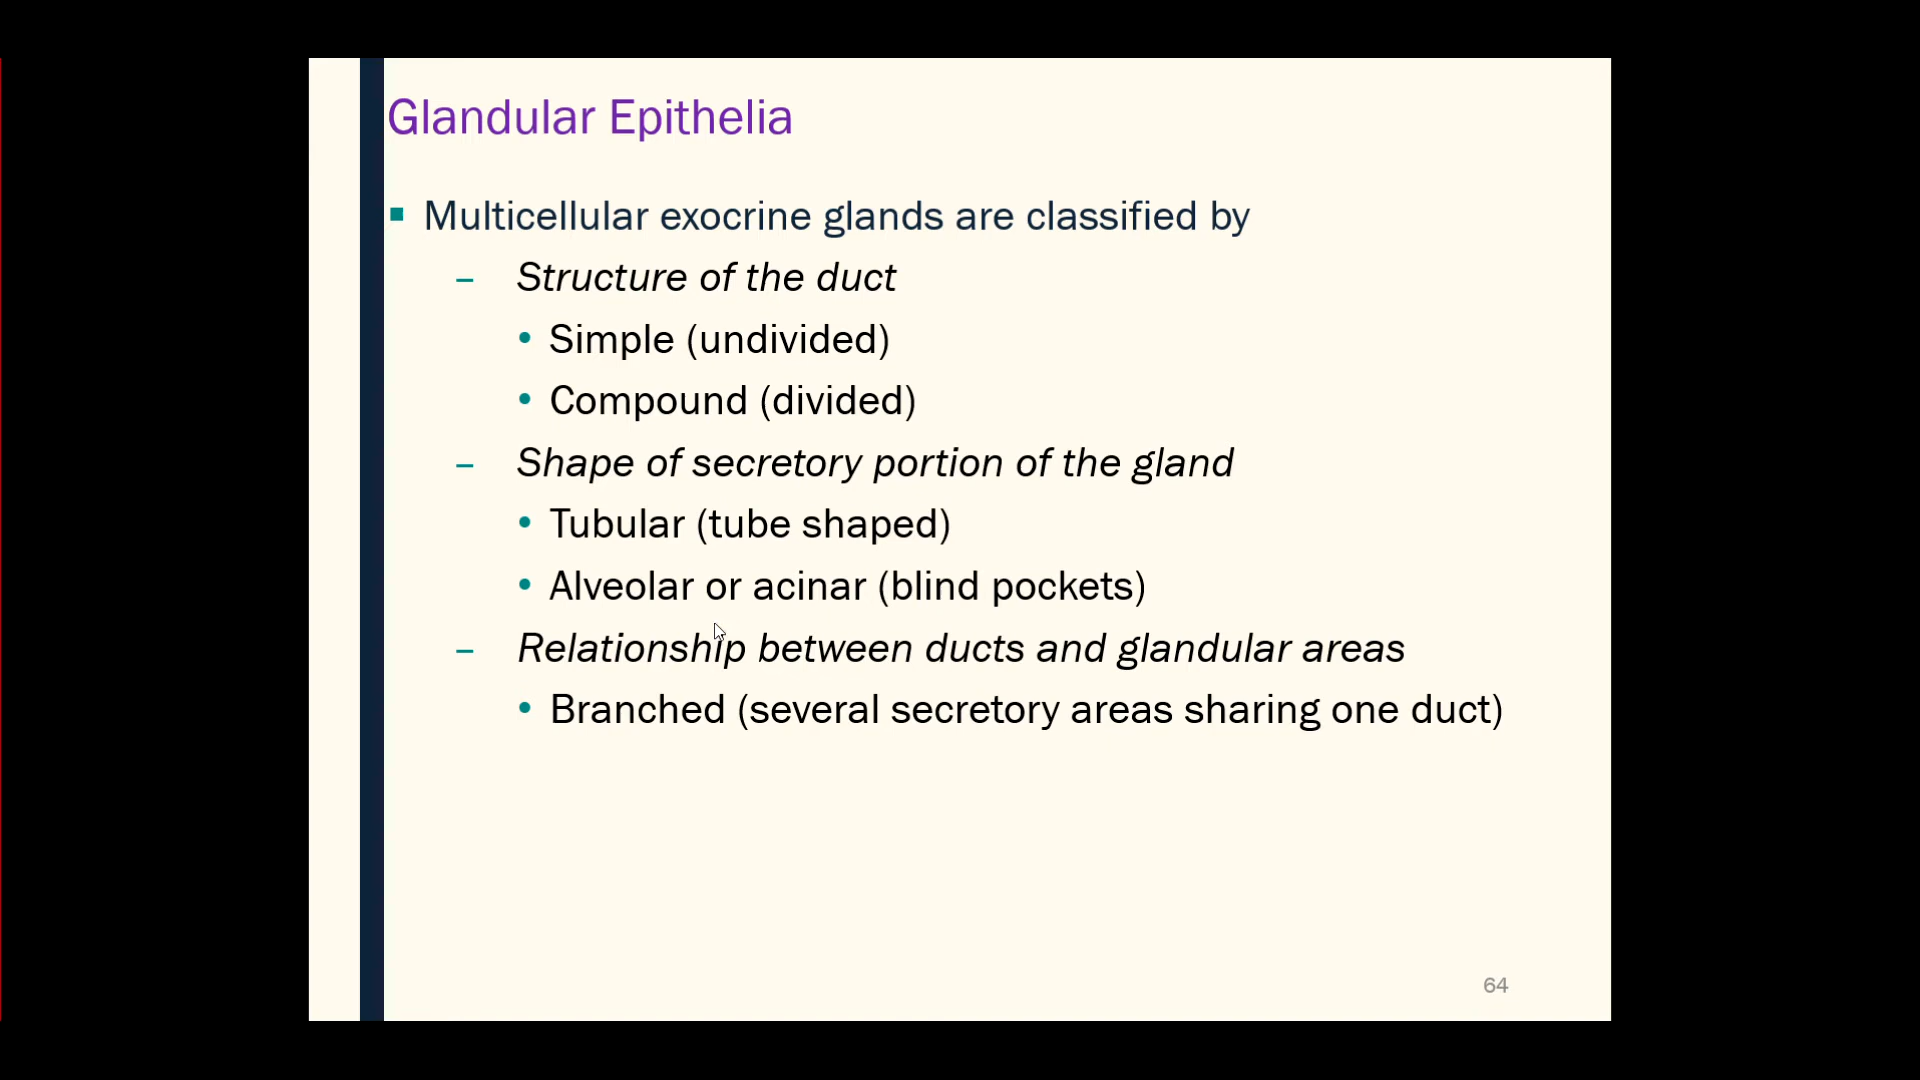 Glandular Epithelia
▪ Multicellular exocrine glands are classified by
– Structure of the duct
• Simple (undivided)
• Compound (divided)
– Shape of secretory portion of the gland
• Tubular (tube shaped)
• Alveolar or acinar (blind pockets)
– Relationship between ducts and glandular areas
• Branched (several secretory areas sharing one duct)
64